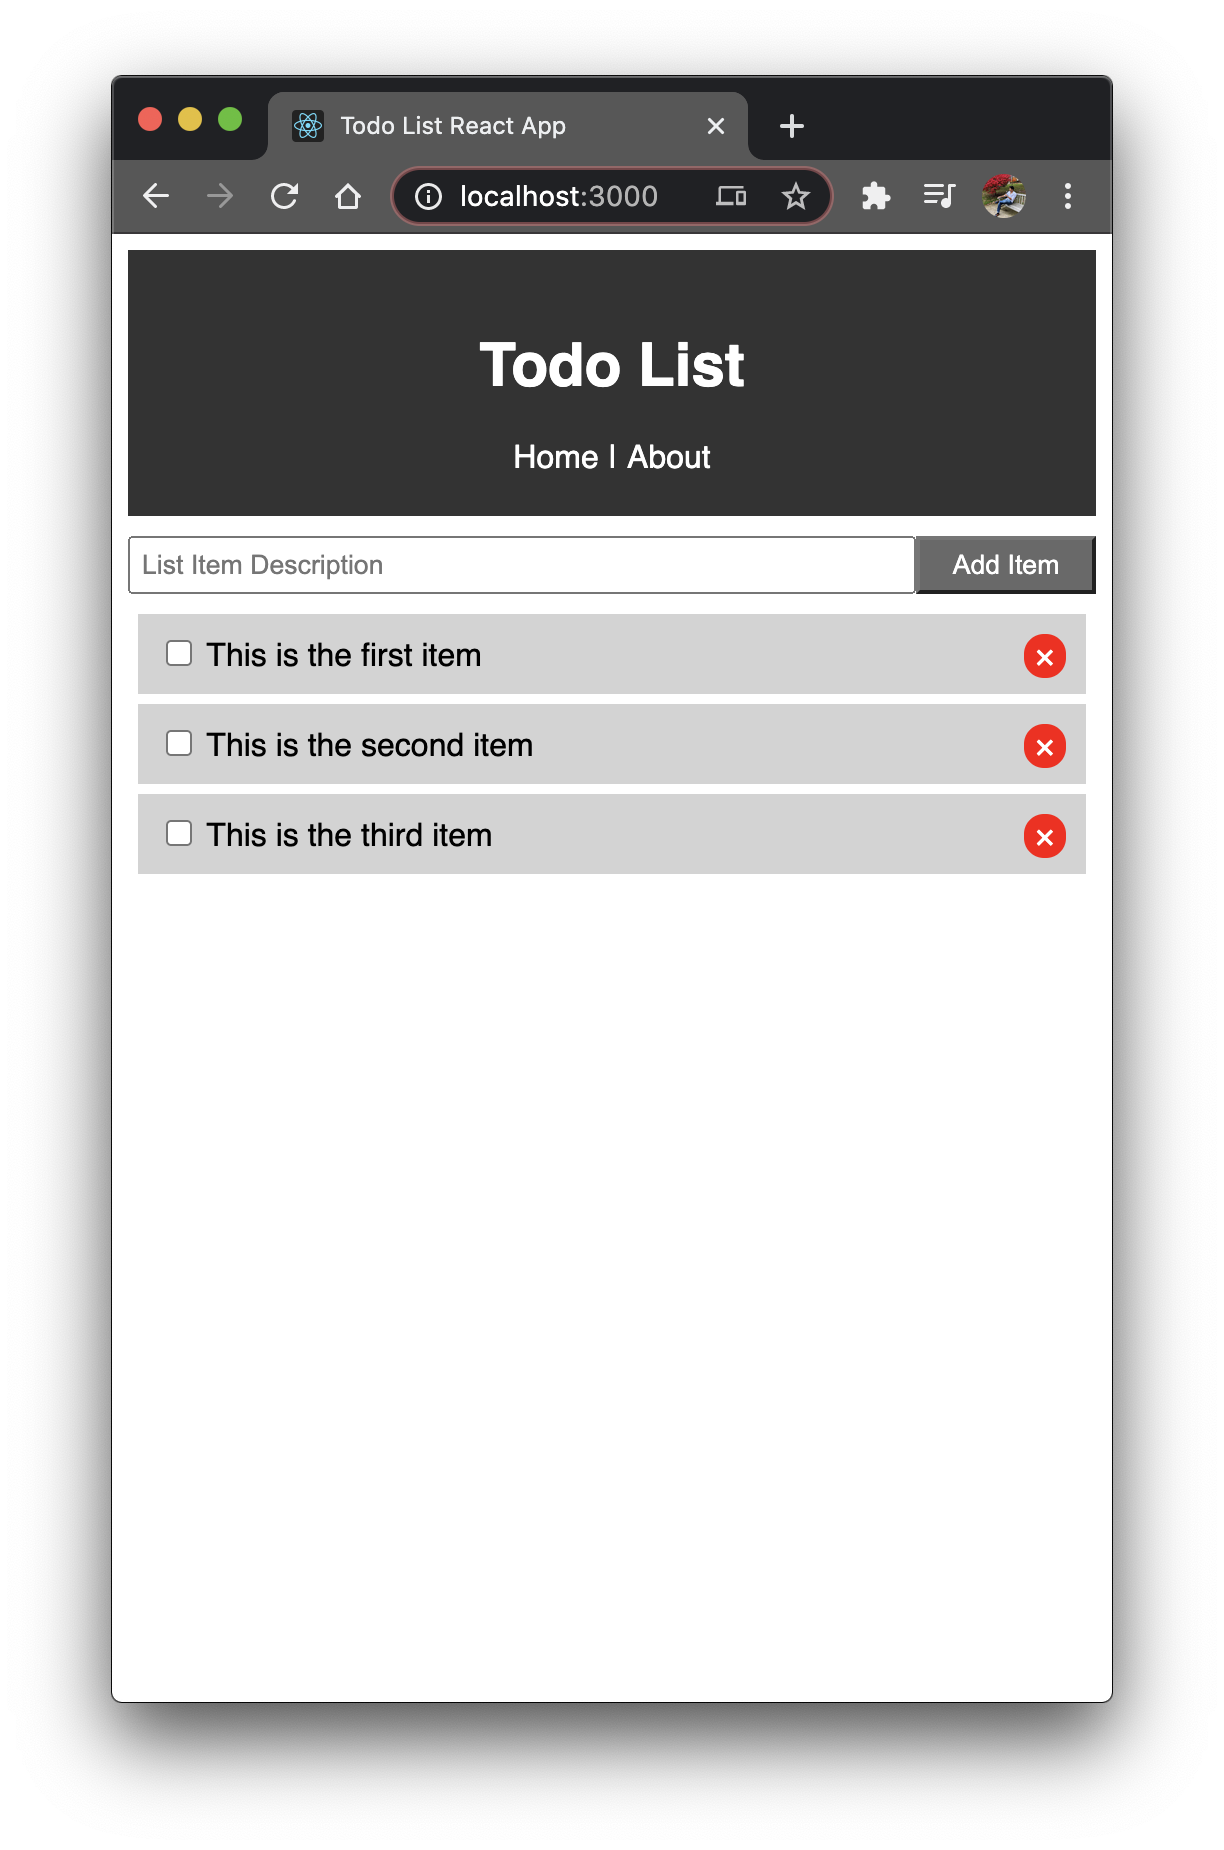 Todo List React App
localhost:3000
Todo List
Home | About
List Item Description
Add Item
This is the first item
This is the second item
This is the third item